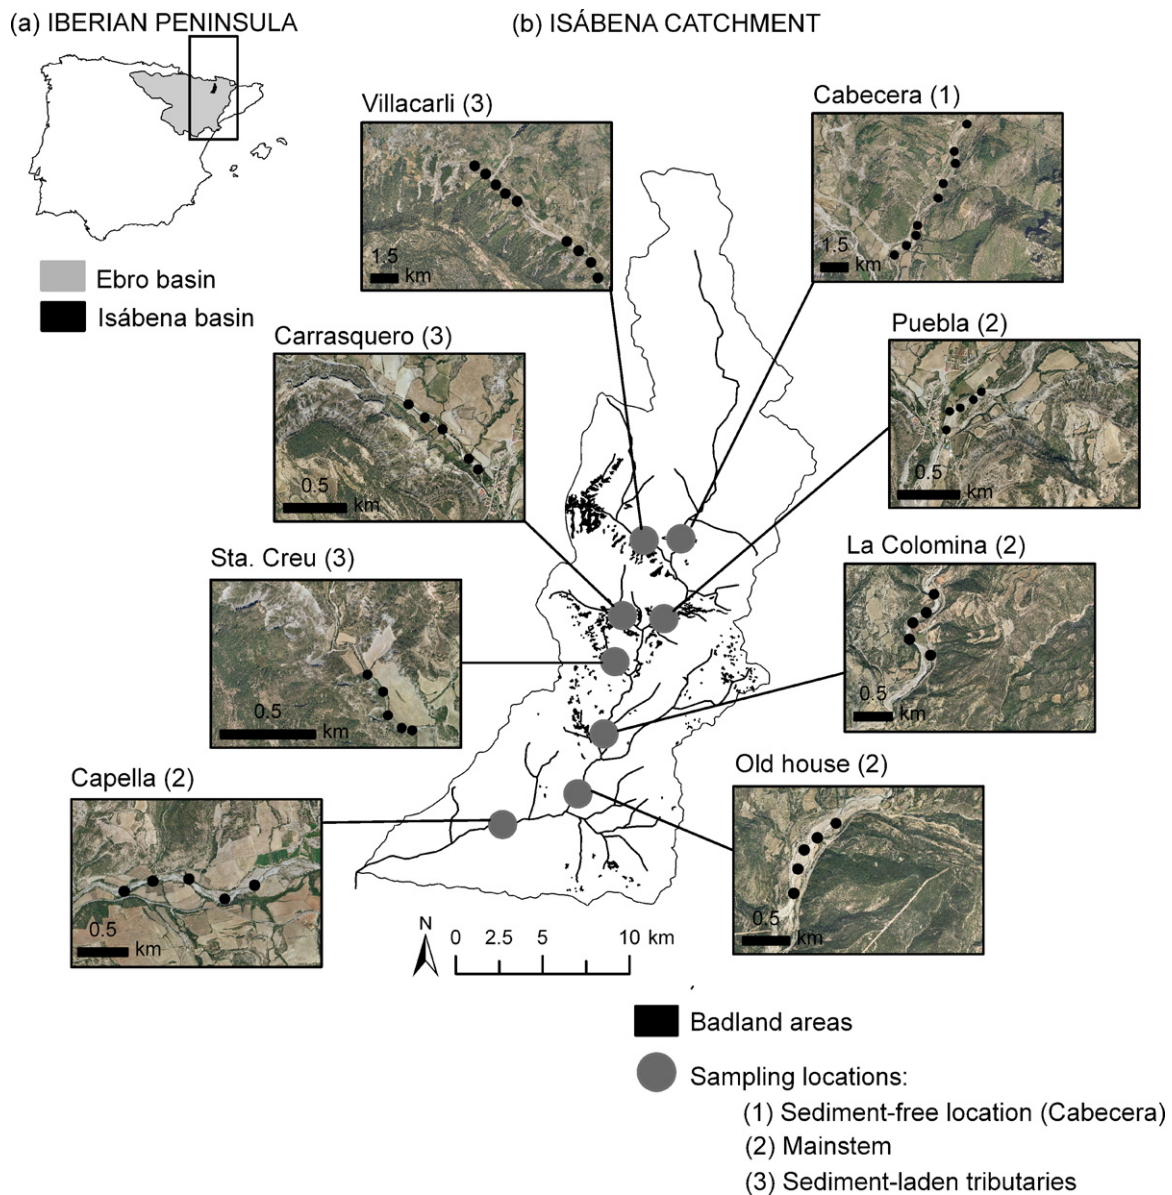 (a) IBERIAN PENINSULA
(b) ISÁBENA CATCHMENT
Ebro basin
Isábena basin
Villacarli (3)
1.5
km
Cabecera (1)
1.5
km
Carrasquero (3)
0.5
km
Puebla (2)
0.5
km
Sta. Creu (3)
0.5
km
La Colomina (2)
0.5
km
Capella (2)
0.5
km
Old house (2)
0.5
km
N
0 2.5 5 10 km
Badland areas
Sampling locations:
(1) Sediment-free location (Cabecera)
(2) Mainstem
(3) Sediment-laden tributaries